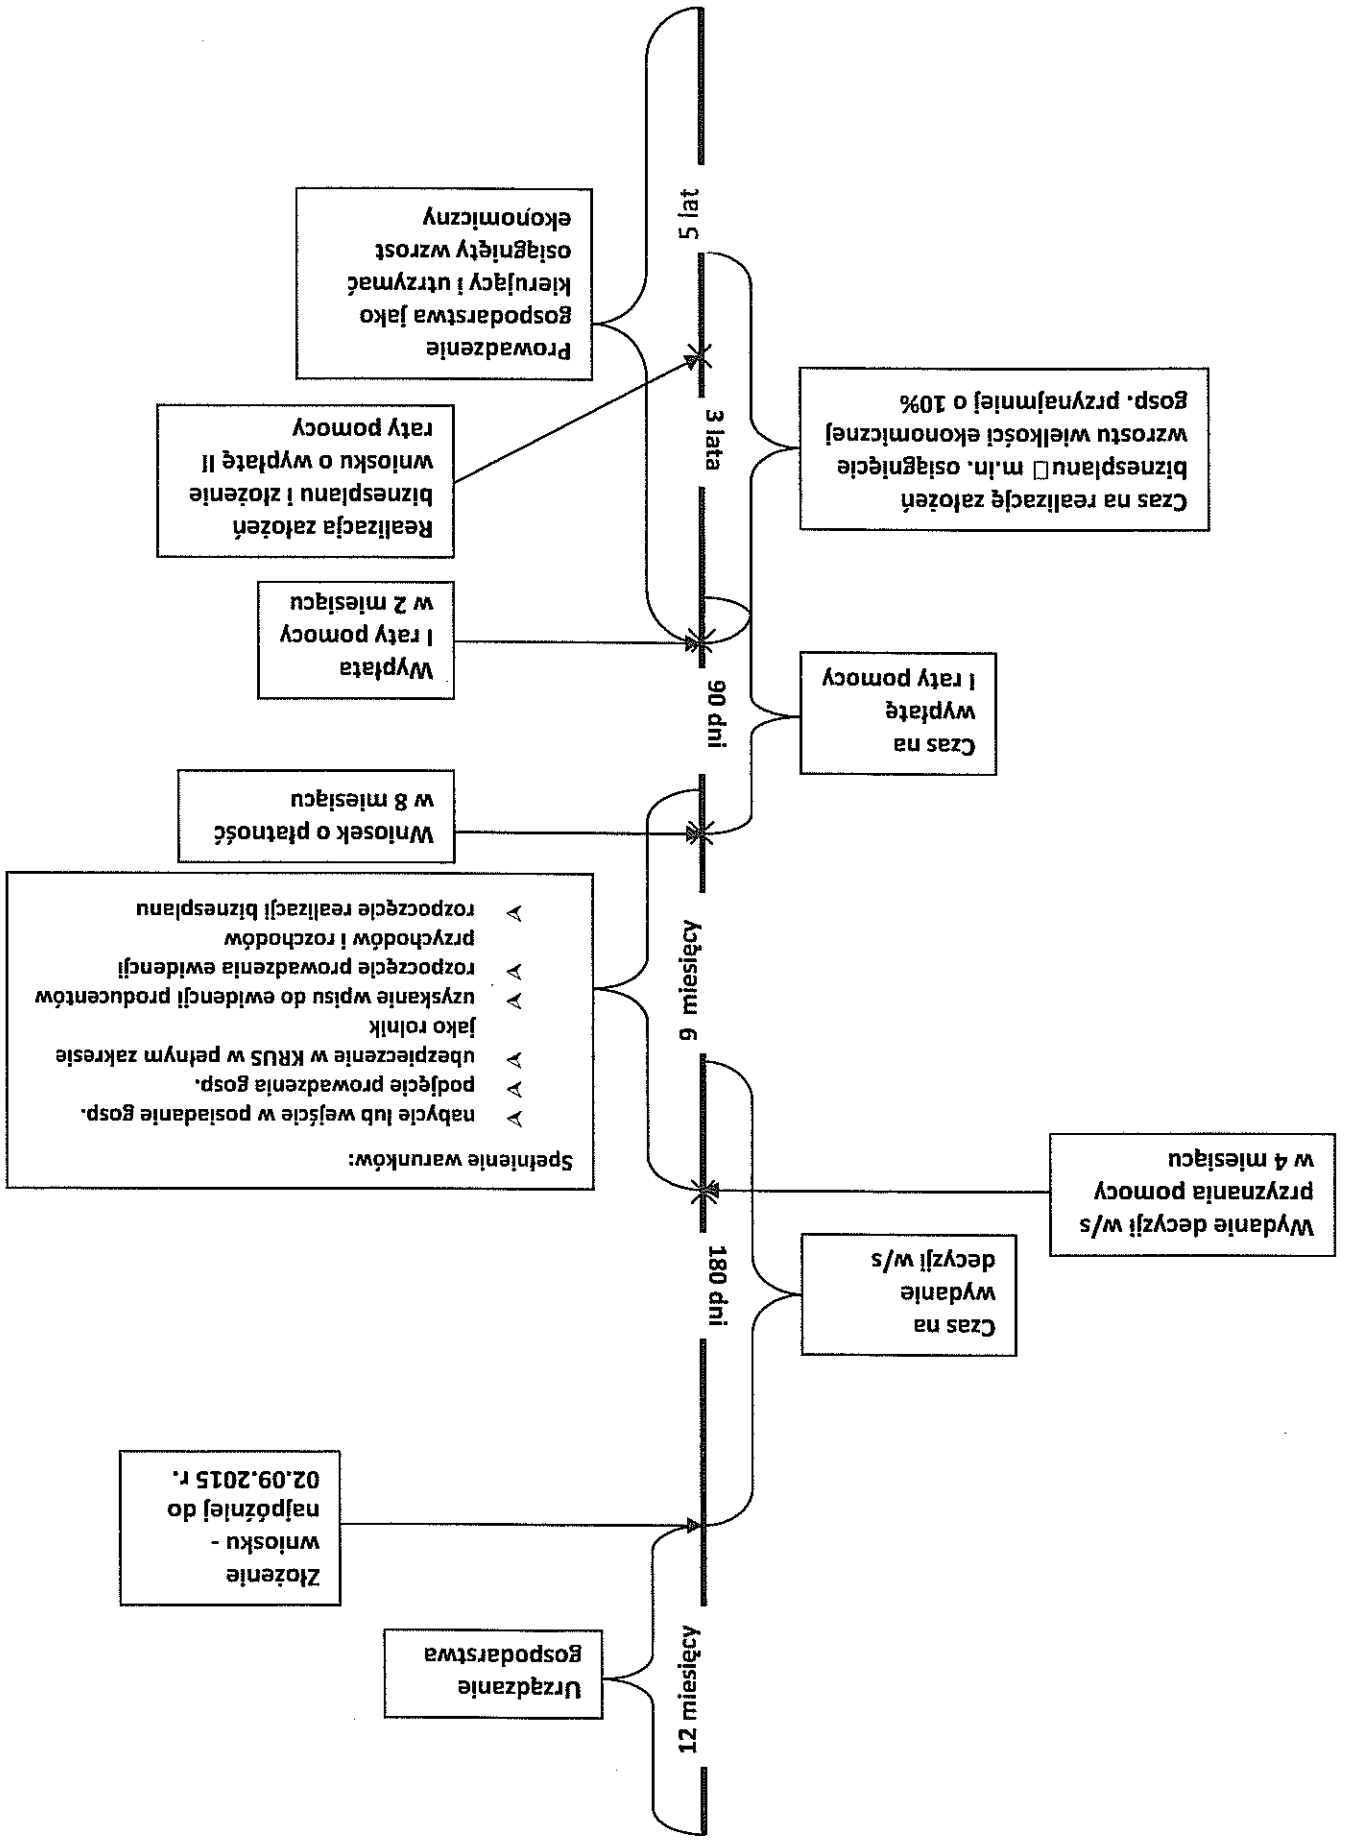 Urządzanie
gospodarstwa
12 miesięcy
Złożenie
wniosku -
najpóźniej do
02.09.2015 r.
Czas na
wydanie
decyzji w/s
180 dni
Wydanie decyzji w/s
przyznania pomocy
w 4 miesiącu
Spełnienie warunków:
➤ nabycie lub wejście w posiadanie gosp.
➤ podjęcie prowadzenia gosp.
➤ ubezpieczenie w KRUS w pełnym zakresie
jako rolnik
➤ uzyskanie wpisu do ewidencji producentów
➤ rozpoczęcie prowadzenia ewidencji
przychodów i rozchodów
➤ rozpoczęcie realizacji biznesplanu
9 miesięcy
Wniosek o płatność
w 8 miesiącu
Czas na
wypłatę
I raty pomocy
90 dni
Wypłata
I raty pomocy
w 2 miesiącu
Czas na realizację założeń
biznesplanu□ m.in. osiągnięcie
wzrostu wielkości ekonomicznej
gosp. przynajmniej o 10%
3 lata
Realizacja założeń
biznesplanu i złożenie
wniosku o wypłatę II
raty pomocy
Prowadzenie
gospodarstwa jako
kierujący i utrzymać
osiągnięty wzrost
ekonomiczny
5 lat